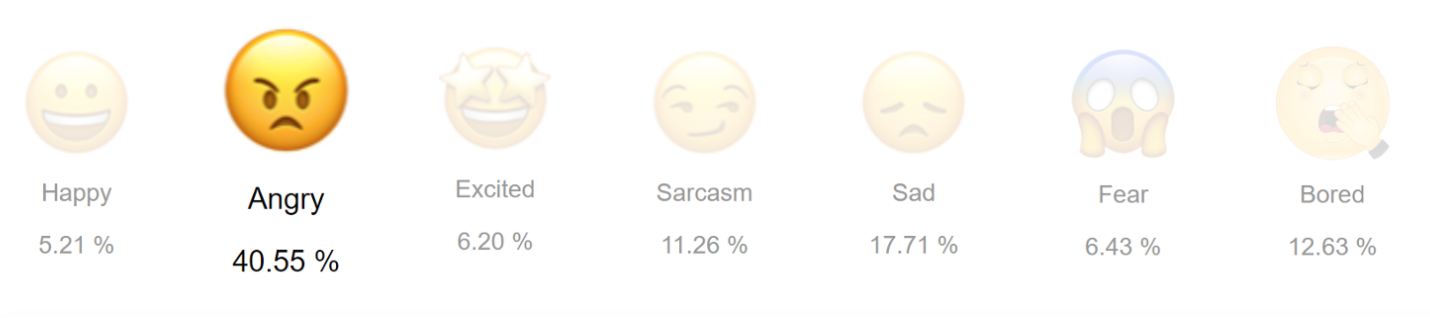 Happy Angry Excited Sarcasm Sad Fear Bored
5.21 % 40.55 % 6.20 % 11.26 % 17.71 % 6.43 % 12.63 %